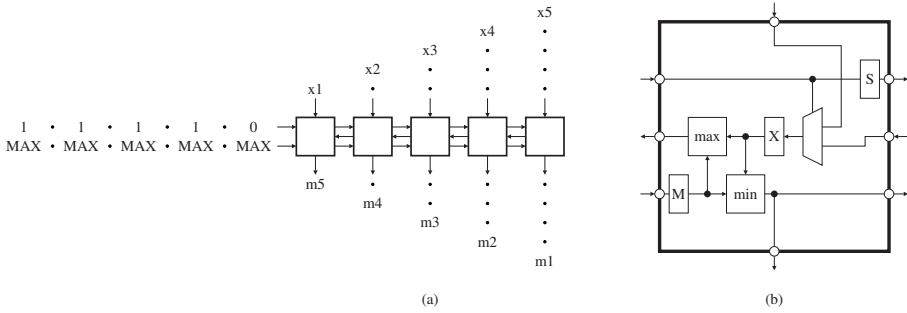 x5
x4
x3
x2
x1
1 • 1 • 1 • 1 • 0
MAX • MAX • MAX • MAX • MAX
m5
m4
m3
m2
m1
(a)
S
max
X
M
min
(b)